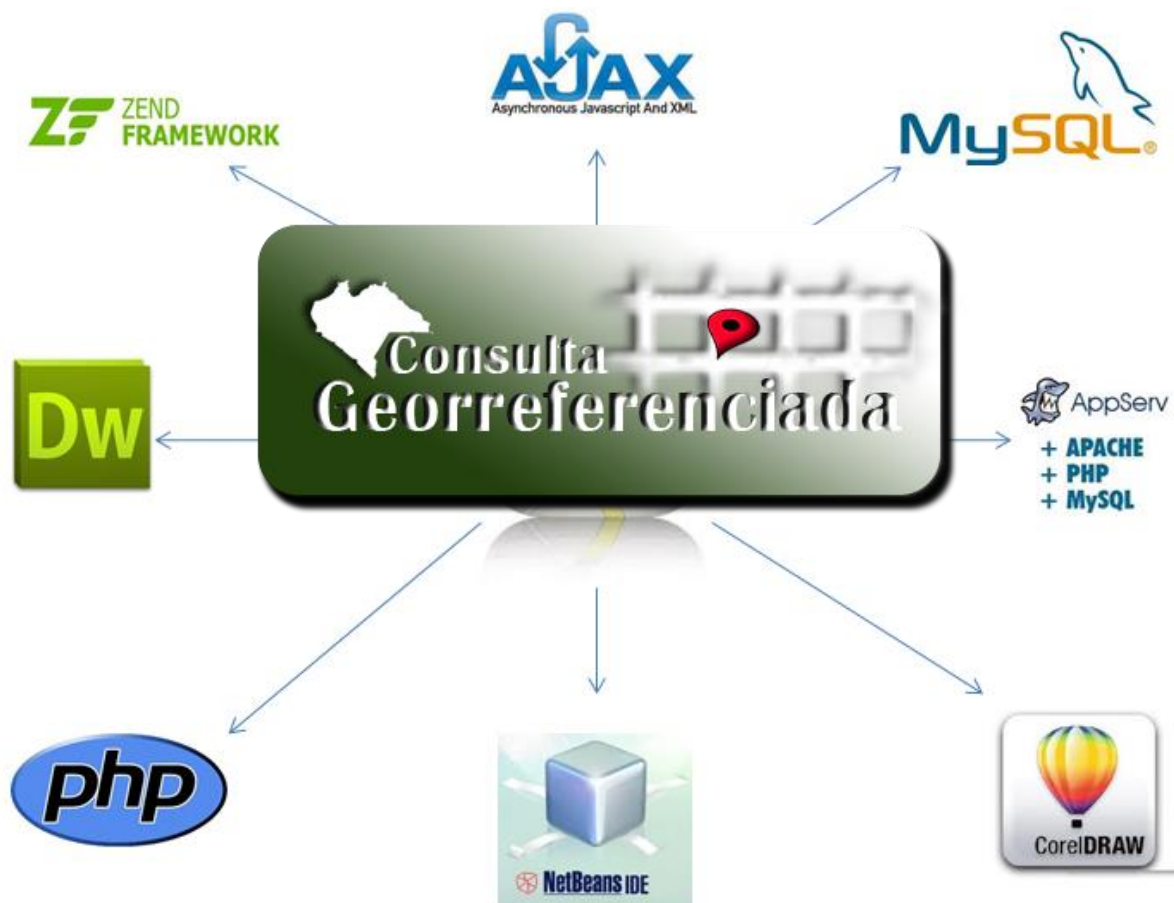 AJAX
Asynchronous Javascript And XML
ZF ZEND
FRAMEWORK
MySQL®
Consulta
Georreferenciada
Dw
AppServ
+ APACHE
+ PHP
+ MySQL
php
NetBeans IDE
CorelDRAW